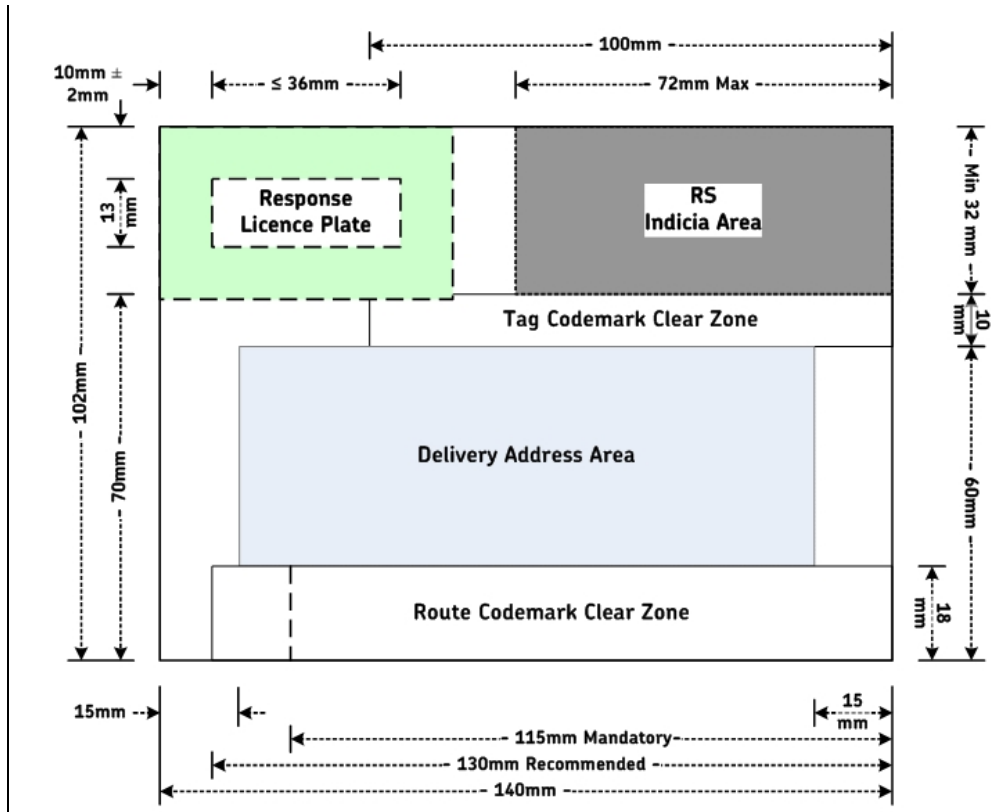 100mm
10mm ±
2mm
≤ 36mm
72mm Max
13
mm
Response
Licence Plate
RS
Indicia Area
Min 32 mm
Tag Codemark Clear Zone
10
mm
102mm
70mm
Delivery Address Area
60mm
Route Codemark Clear Zone
18
mm
15mm
15
mm
115mm Mandatory
130mm Recommended
140mm